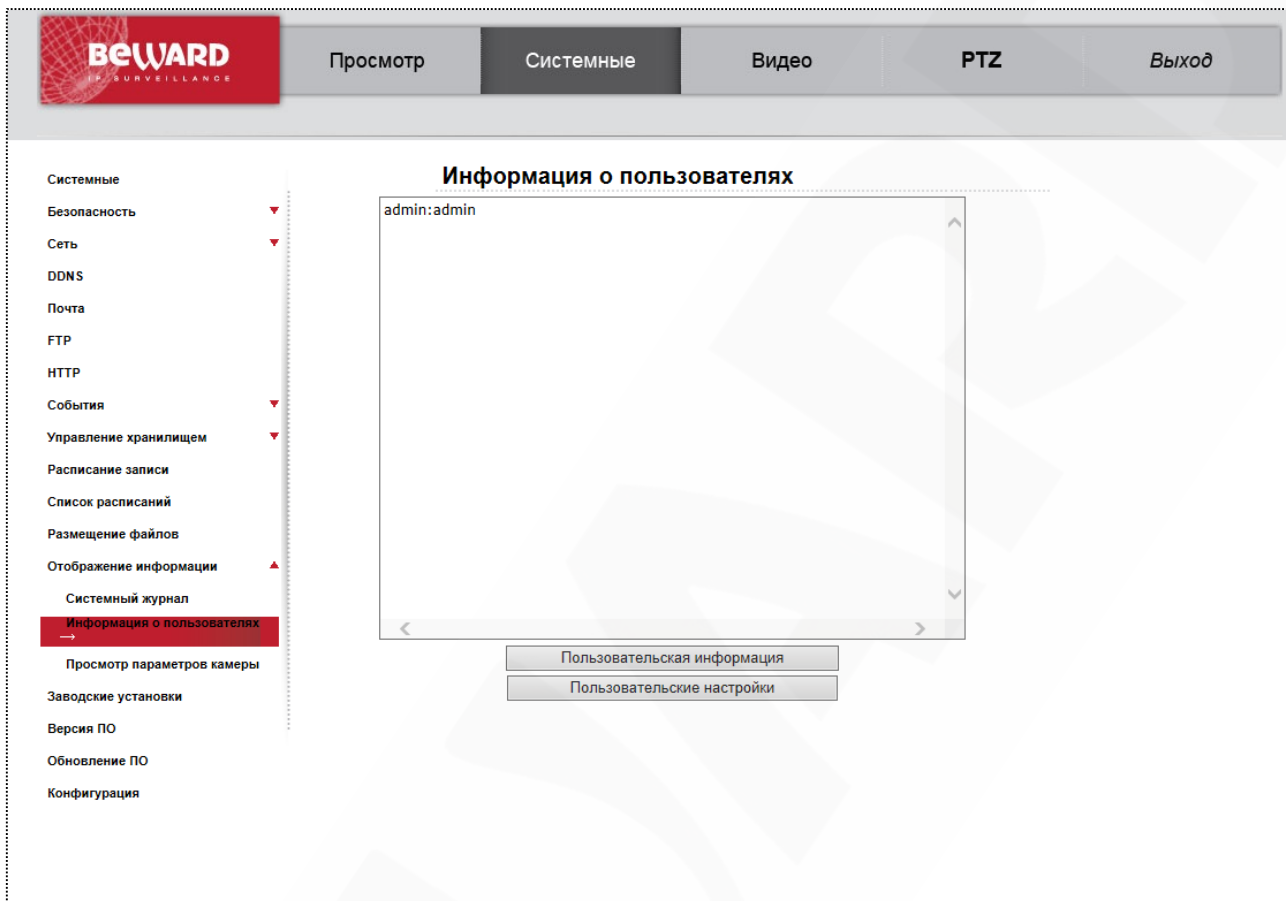 BEWARD
IP SURVEILLANCE
Просмотр
Системные
Видео
PTZ
Выход
Системные
Безопасность
Сеть
DDNS
Почта
FTP
HTTP
События
Управление хранилищем
Расписание записи
Список расписаний
Размещение файлов
Отображение информации
Системный журнал
Информация о пользователях
→
Просмотр параметров камеры
Заводские установки
Версия ПО
Обновление ПО
Конфигурация
Информация о пользователях
admin:admin
Пользовательская информация
Пользовательские настройки